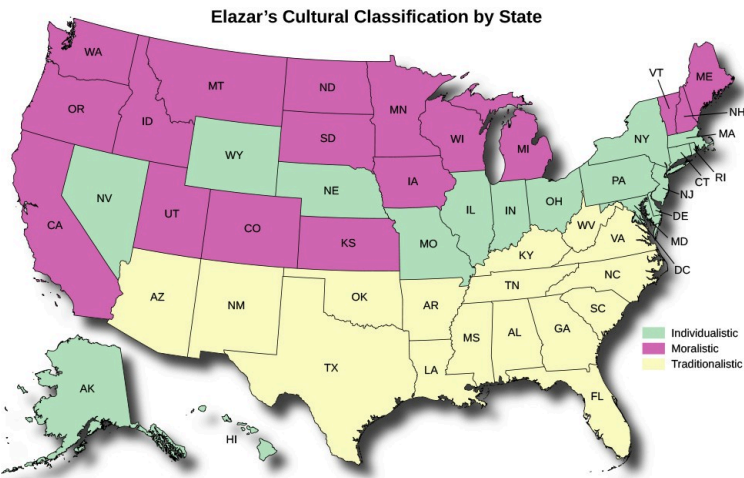 Elazar's Cultural Classification by State
WA
MT
ND
MN
OR
ID
SD
WI
MI
VT
ME
NH
MA
RI
CT
NY
WY
IA
NE
PA
NJ
NV
IL
IN
OH
DE
MD
DC
CA
UT
CO
KS
MO
WV
VA
KY
AZ
NM
OK
AR
TN
NC
SC
MS
AL
GA
TX
LA
FL
AK
HI
Individualistic
Moralistic
Traditionalistic